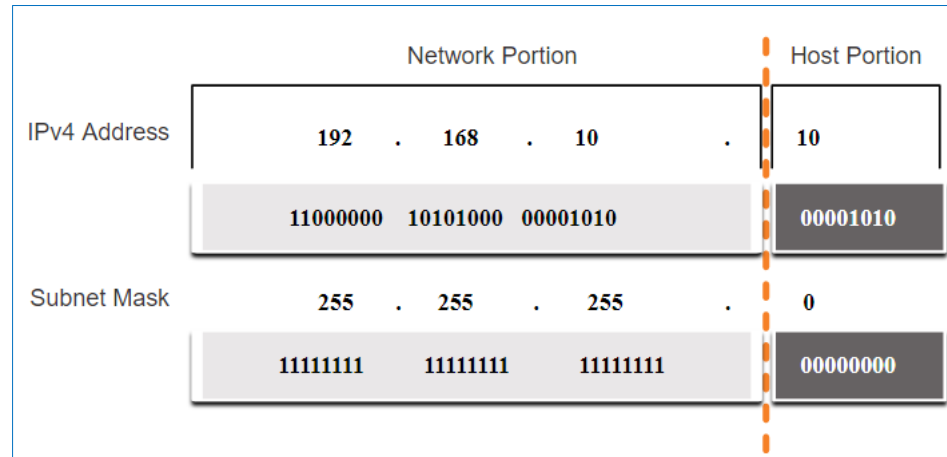 Network Portion Host Portion
IPv4 Address 192 . 168 . 10 . 10
11000000 10101000 00001010 00001010
Subnet Mask 255 . 255 . 255 . 0
11111111 11111111 11111111 00000000